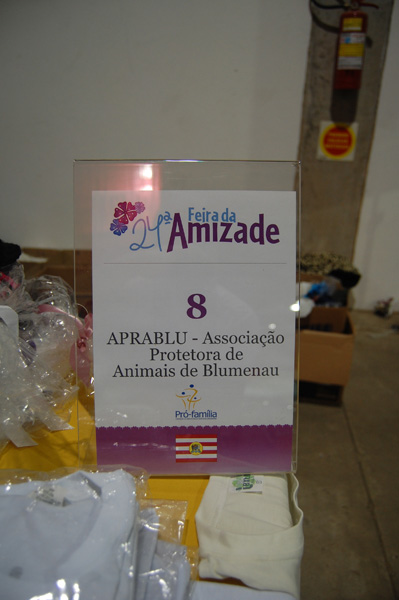 24ª Feira da
Amizade
8
APRABLU - Associação
Protetora de
Animais de Blumenau
Pró-família